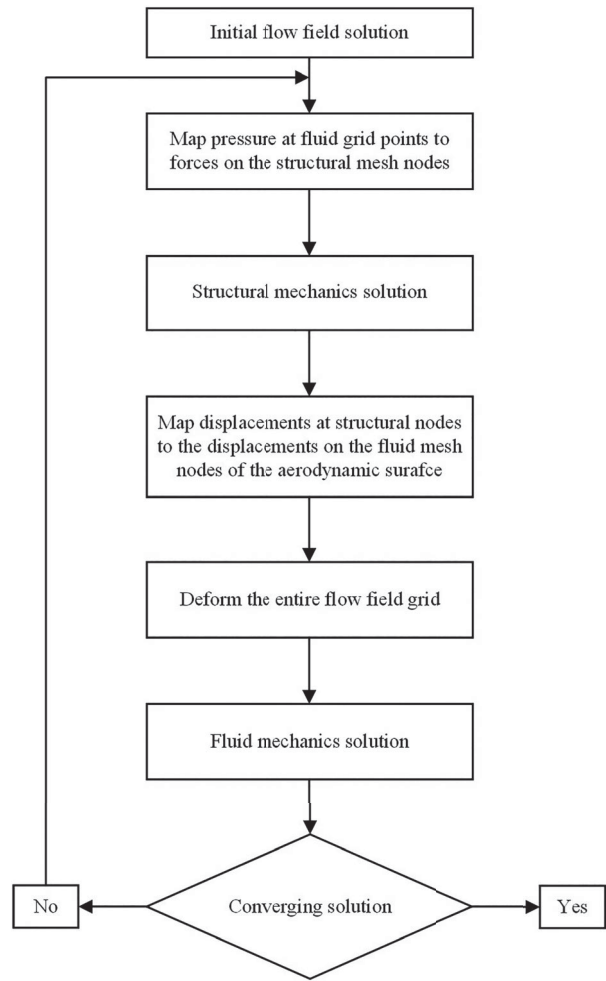 Initial flow field solution
Map pressure at fluid grid points to
forces on the structural mesh nodes
Structural mechanics solution
Map displacements at structural nodes
to the displacements on the fluid mesh
nodes of the aerodynamic surafce
Deform the entire flow field grid
Fluid mechanics solution
Converging solution
No
Yes